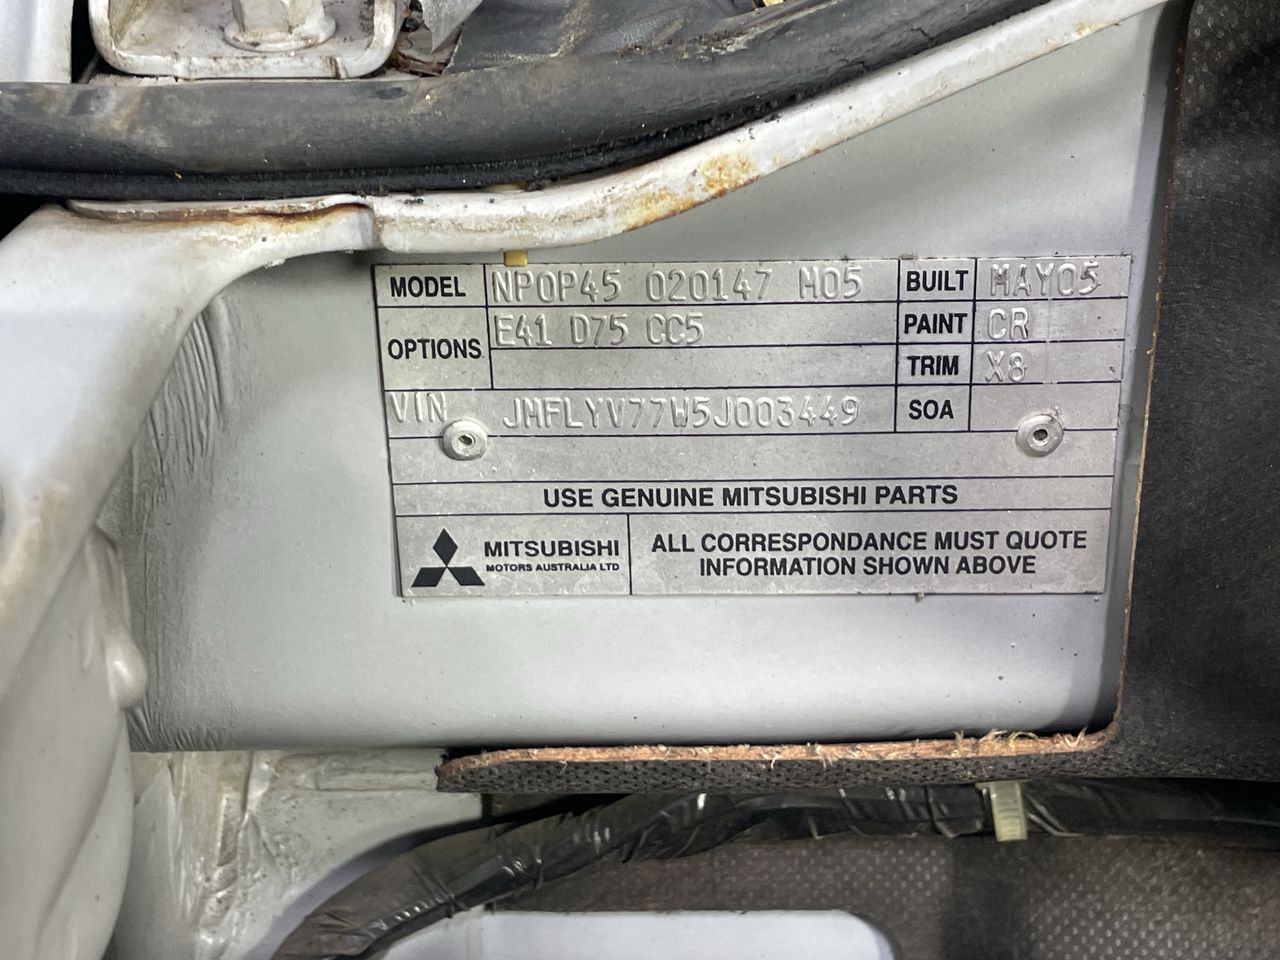 MODEL NP0P45 020147 M05 BUILT MAY05
OPTIONS E41 D75 CC5 PAINT CR
TRIM X8
VIN JMFLYV77W5J003449 SOA
USE GENUINE MITSUBISHI PARTS
MITSUBISHI
MOTORS AUSTRALIA LTD
ALL CORRESPONDANCE MUST QUOTE
INFORMATION SHOWN ABOVE